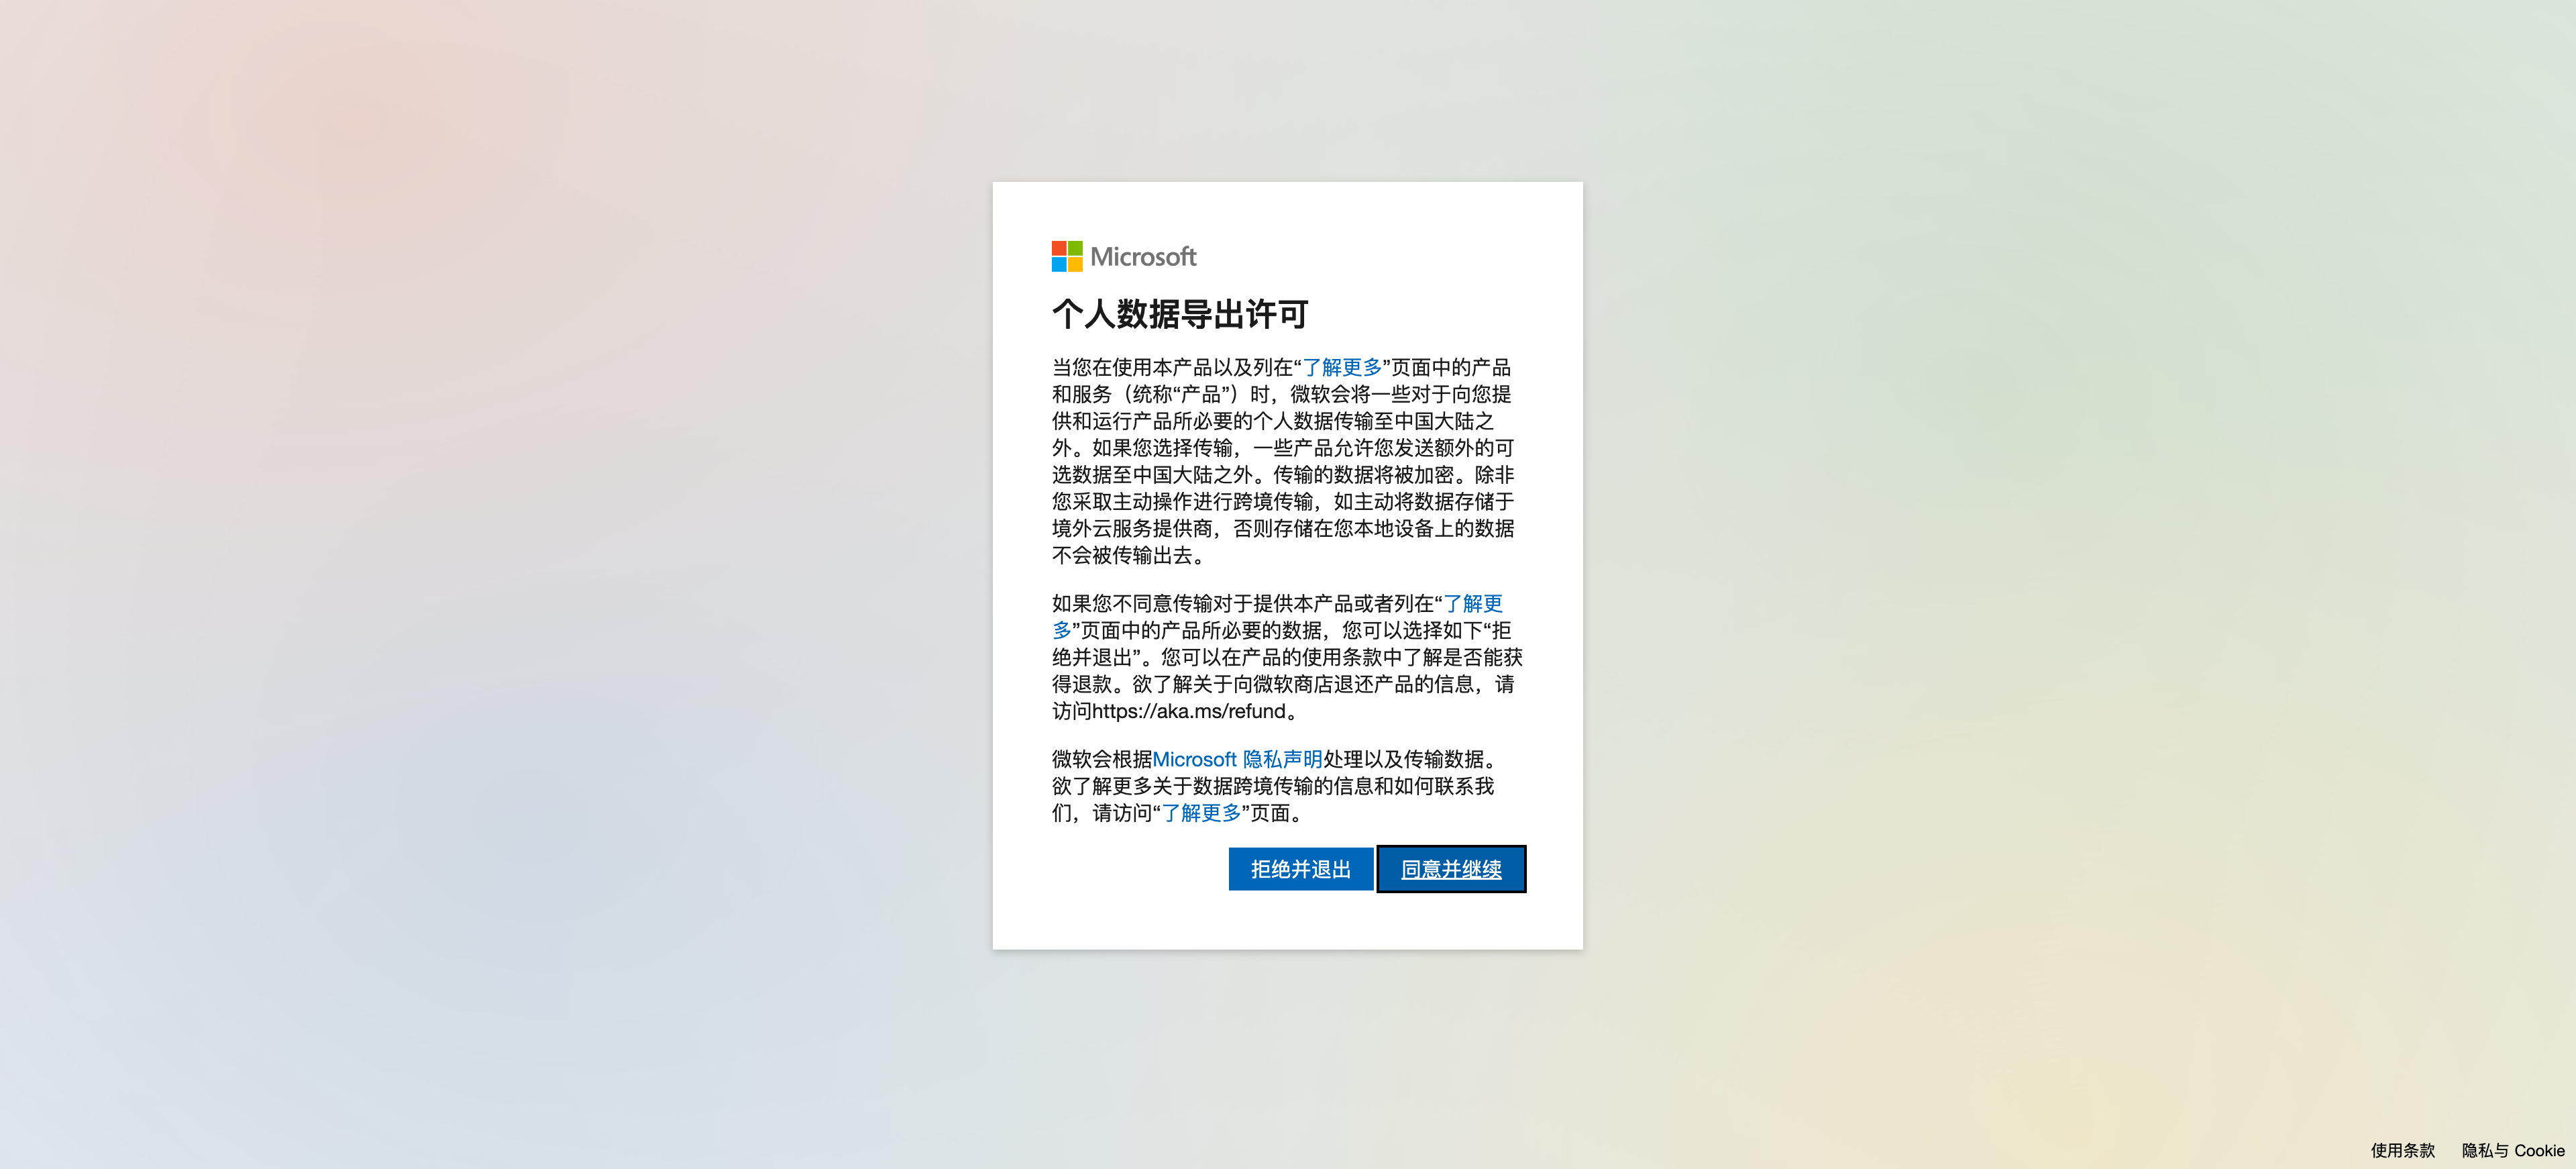 Microsoft
个人数据导出许可
当您在使用本产品以及列在“了解更多”页面中的产品
和服务（统称“产品”）时，微软会将一些对于向您提
供和运行产品所必要的个人数据传输至中国大陆之
外。如果您选择传输，一些产品允许您发送额外的可
选数据至中国大陆之外。传输的数据将被加密。除非
您采取主动操作进行跨境传输，如主动将数据存储于
境外云服务提供商，否则存储在您本地设备上的数据
不会被传输出去。
如果您不同意传输对于提供本产品或者列在“了解更
多”页面中的产品所必要的数据，您可以选择如下“拒
绝并退出”。您可以在产品的使用条款中了解是否能获
得退款。欲了解关于向微软商店退还产品的信息，请
访问https://aka.ms/refund。
微软会根据Microsoft 隐私声明处理以及传输数据。
欲了解更多关于数据跨境传输的信息和如何联系我
们，请访问“了解更多”页面。
拒绝并退出 同意并继续
使用条款 隐私与 Cookie